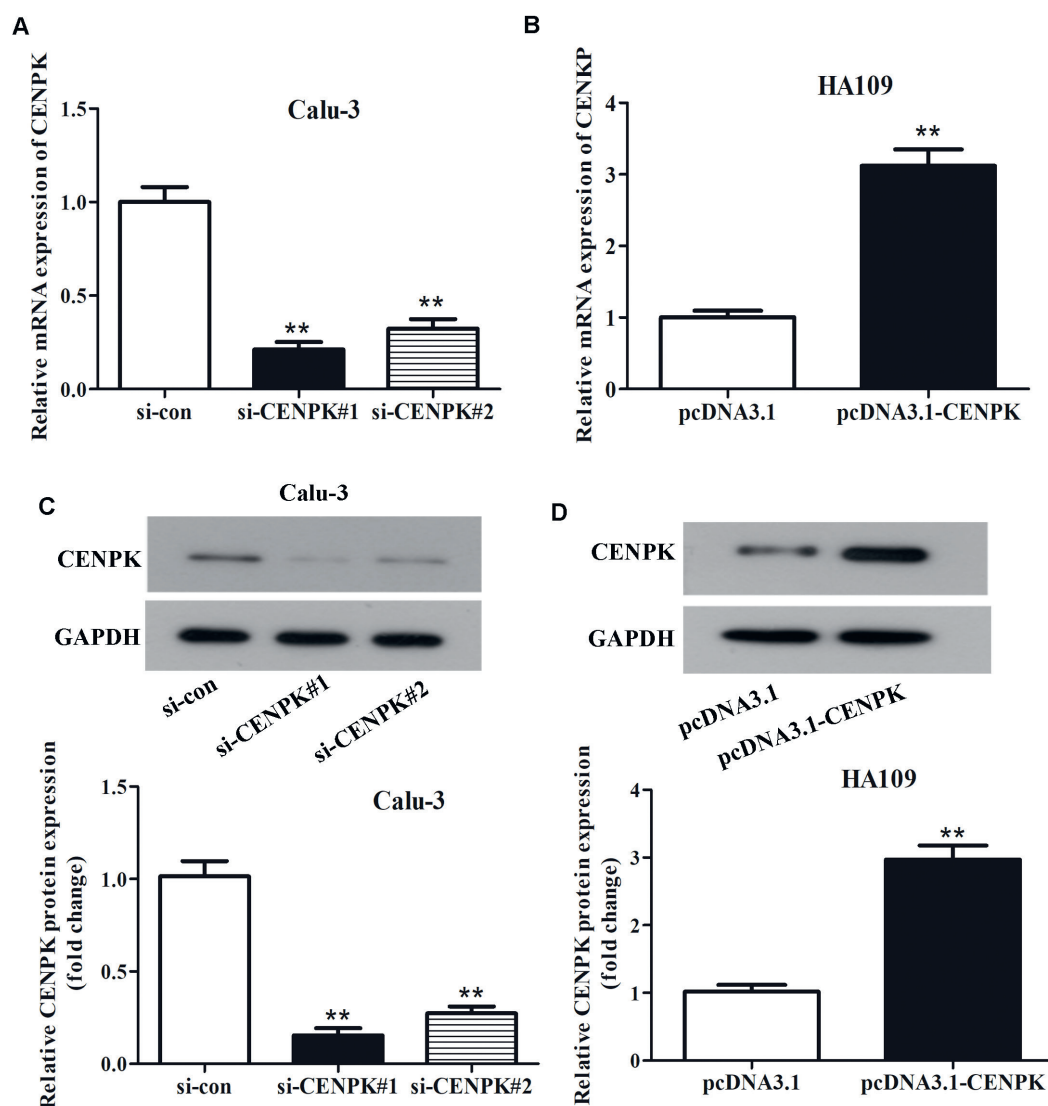 A
Relative mRNA expression of CENPK
Calu-3
1.5
1.0
0.5
0.0
**
**
si-con
si-CENPK#1
si-CENPK#2
B
Relative mRNA expression of CENKP
HA109
4
3
2
1
0
**
pcDNA3.1
pcDNA3.1-CENPK
C
Calu-3
CENPK
GAPDH
si-con
si-CENPK#1
si-CENPK#2
Relative CENPK protein expression
(fold change)
Calu-3
1.5
1.0
0.5
0.0
**
**
si-con
si-CENPK#1
si-CENPK#2
D
CENPK
GAPDH
pcDNA3.1
pcDNA3.1-CENPK
Relative CENPK protein expression
(fold change)
HA109
4
3
2
1
0
**
pcDNA3.1
pcDNA3.1-CENPK